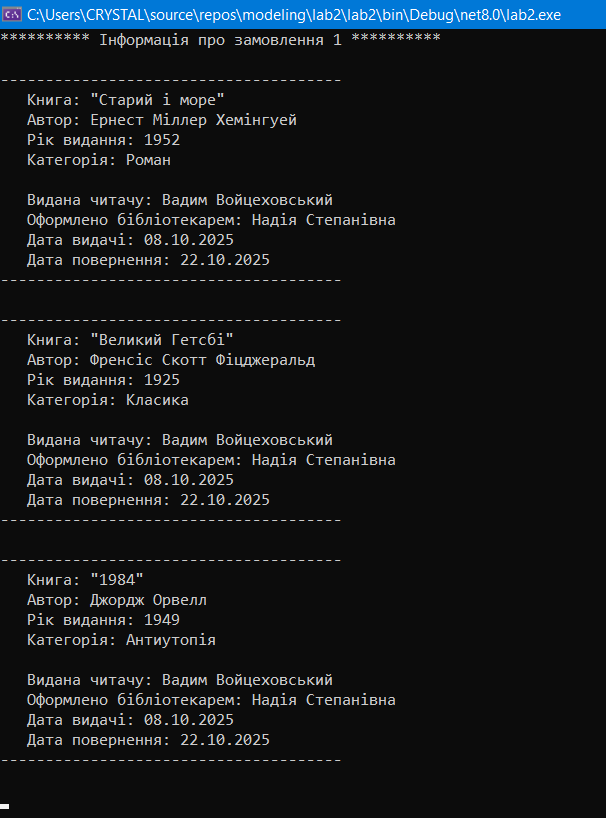 C:\Users\CRYSTAL\source\repos\modeling\lab2\lab2\bin\Debug\net8.0\lab2.exe
********** Інформація про замовлення 1 **********
--------------------------------------
Книга: "Старий і море"
Автор: Ернест Міллер Хемінгуей
Рік видання: 1952
Категорія: Роман
Видана читачу: Вадим Войцеховський
Оформлено бібліотекарем: Надія Степанівна
Дата видачі: 08.10.2025
Дата повернення: 22.10.2025
--------------------------------------
--------------------------------------
Книга: "Великий Гетсбі"
Автор: Френсіс Скотт Фіцджеральд
Рік видання: 1925
Категорія: Класика
Видана читачу: Вадим Войцеховський
Оформлено бібліотекарем: Надія Степанівна
Дата видачі: 08.10.2025
Дата повернення: 22.10.2025
--------------------------------------
--------------------------------------
Книга: "1984"
Автор: Джордж Орвелл
Рік видання: 1949
Категорія: Антиутопія
Видана читачу: Вадим Войцеховський
Оформлено бібліотекарем: Надія Степанівна
Дата видачі: 08.10.2025
Дата повернення: 22.10.2025
--------------------------------------